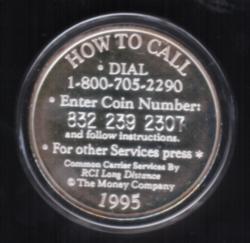 HOW TO CALL
• DIAL
1-800-705-2290
• Enter Coin Number:
832 239 2307
and follow instructions.
• For other Services press *
Common Carrier Services By
RCI Long Distance
© The Money Company
1995